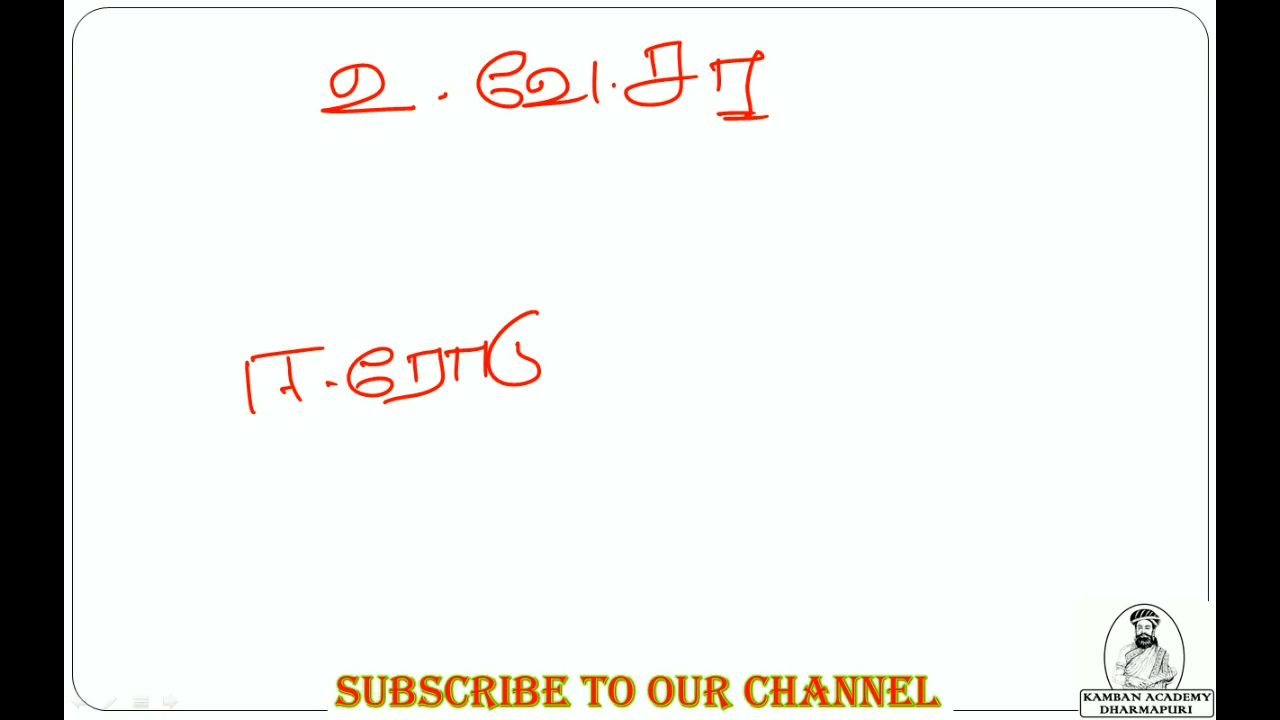 உ.வே.சா
ஈ.ரோடு
SUBSCRIBE TO OUR CHANNEL
KAMBAN ACADEMY
DHARMAPURI